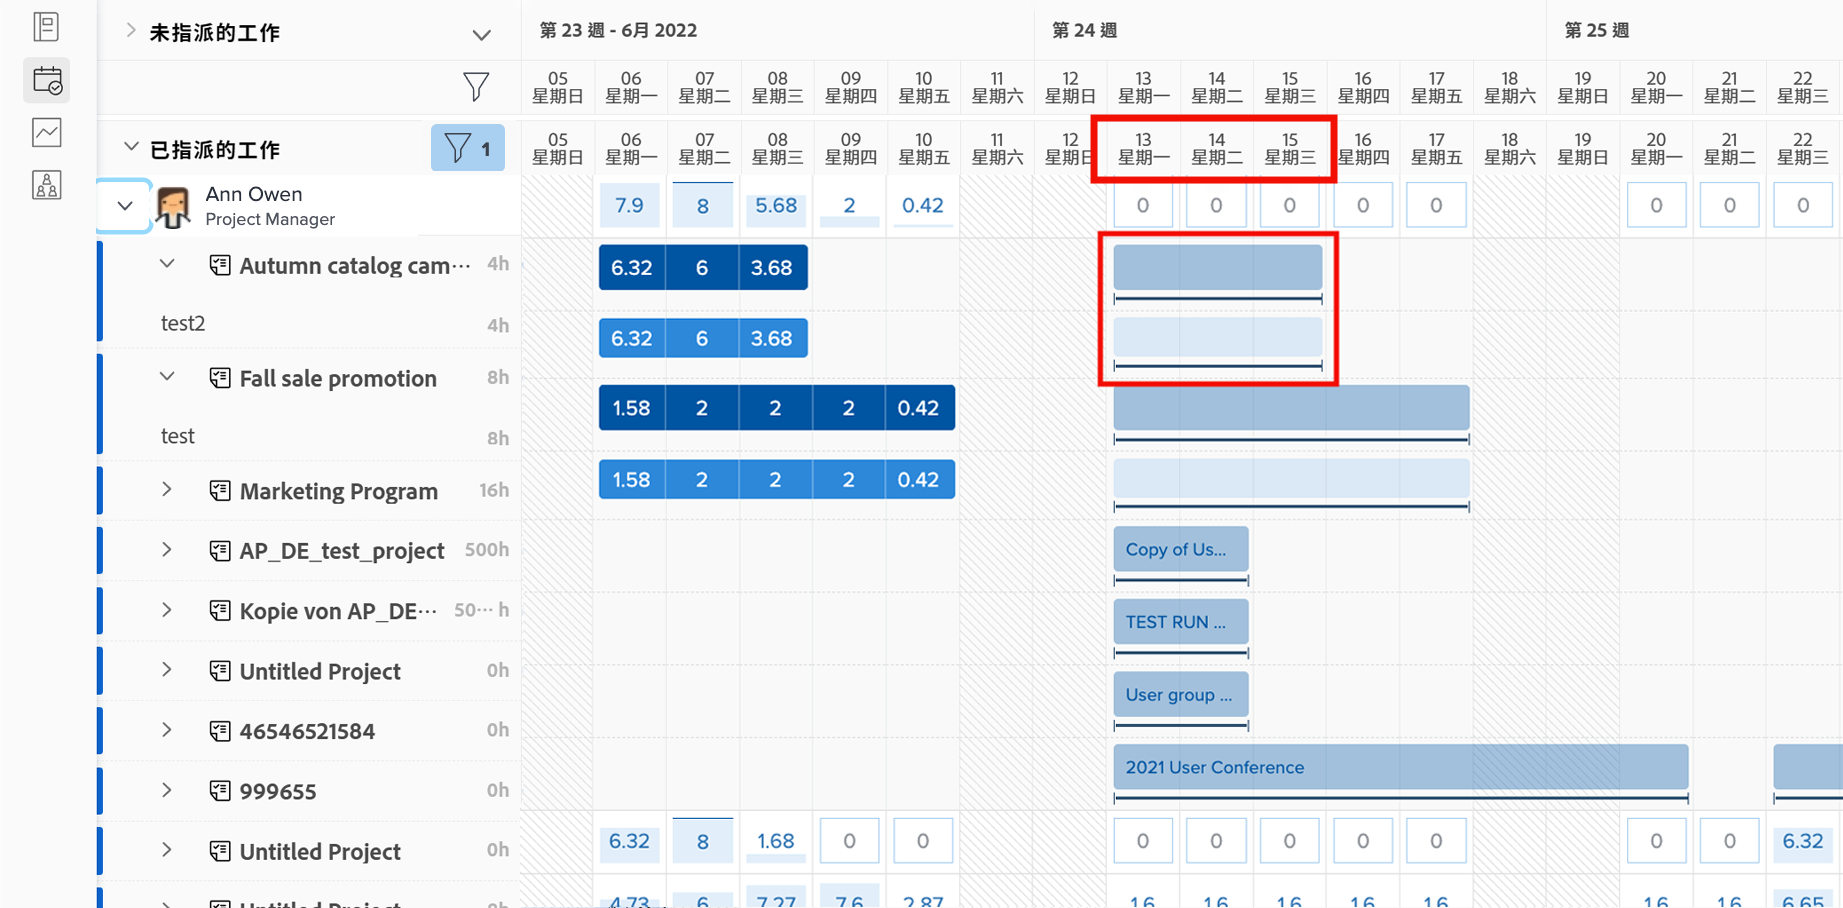 未指派的工作
第 23 週 - 6月 2022 第 24 週 第 25 週
05 06 07 08 09 10 11 12 13 14 15 16 17 18 19 20 21 22
星期日 星期一 星期二 星期三 星期四 星期五 星期六 星期日 星期一 星期二 星期三 星期四 星期五 星期六 星期日 星期一 星期二 星期三
已指派的工作 1
05 06 07 08 09 10 11 12 13 14 15 16 17 18 19 20 21 22
星期日 星期一 星期二 星期三 星期四 星期五 星期六 星期日 星期一 星期二 星期三 星期四 星期五 星期六 星期日 星期一 星期二 星期三
Ann Owen
Project Manager
7.9 8 5.68 2 0.42 0 0 0 0 0 0 0 0
Autumn catalog cam··· 4h
6.32 6 3.68
test2 4h
6.32 6 3.68
Fall sale promotion 8h
1.58 2 2 2 0.42
test 8h
1.58 2 2 2 0.42
Marketing Program 16h
AP_DE_test_project 500h
Copy of Us...
Kopie von AP_DE··· 50··· h
TEST RUN ...
Untitled Project 0h
User group ...
46546521584 0h
2021 User Conference
999655 0h
Untitled Project 0h
6.32 8 1.68 0 0 0 0 0 0 0 0 0 6.32
Untitled Project 0h
4.73 6 7.27 7.6 2.87 1.6 1.6 1.6 1.6 1.6 1.6 1.6 6.65